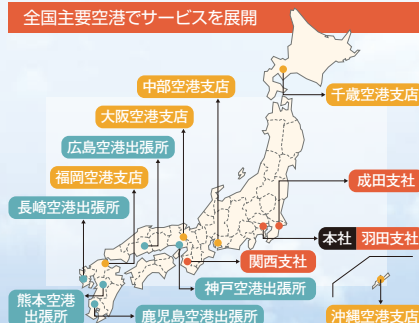 全国主要空港でサービスを展開
中部空港支店
千歳空港支店
大阪空港支店
広島空港出張所
福岡空港支店
成田支社
長崎空港出張所
本社 羽田支社
関西支社
神戸空港出張所
熊本空港
出張所
鹿児島空港出張所
沖縄空港支店